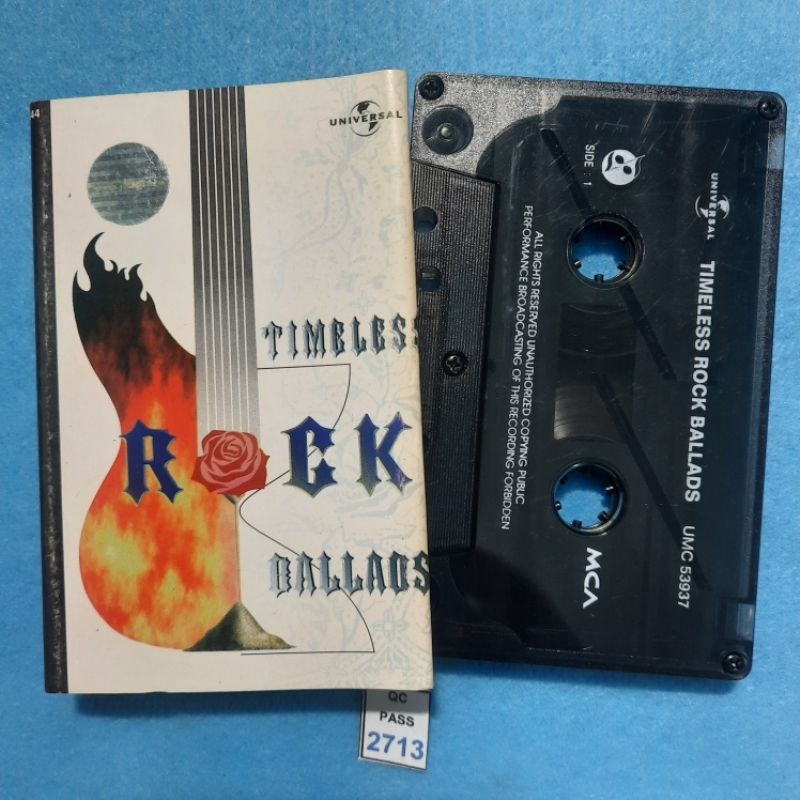 44
UNIVERSAL
TIMELESS
ROCK
BALLADS
QC
PASS
2713
UNIVERSAL
TIMELESS ROCK BALLADS
UMC 53937
SIDE : 1
MCA
ALL RIGHTS RESERVED UNAUTHORIZED COPYING PUBLIC
PERFORMANCE BROADCASTING OF THIS RECORDING FORBIDDEN